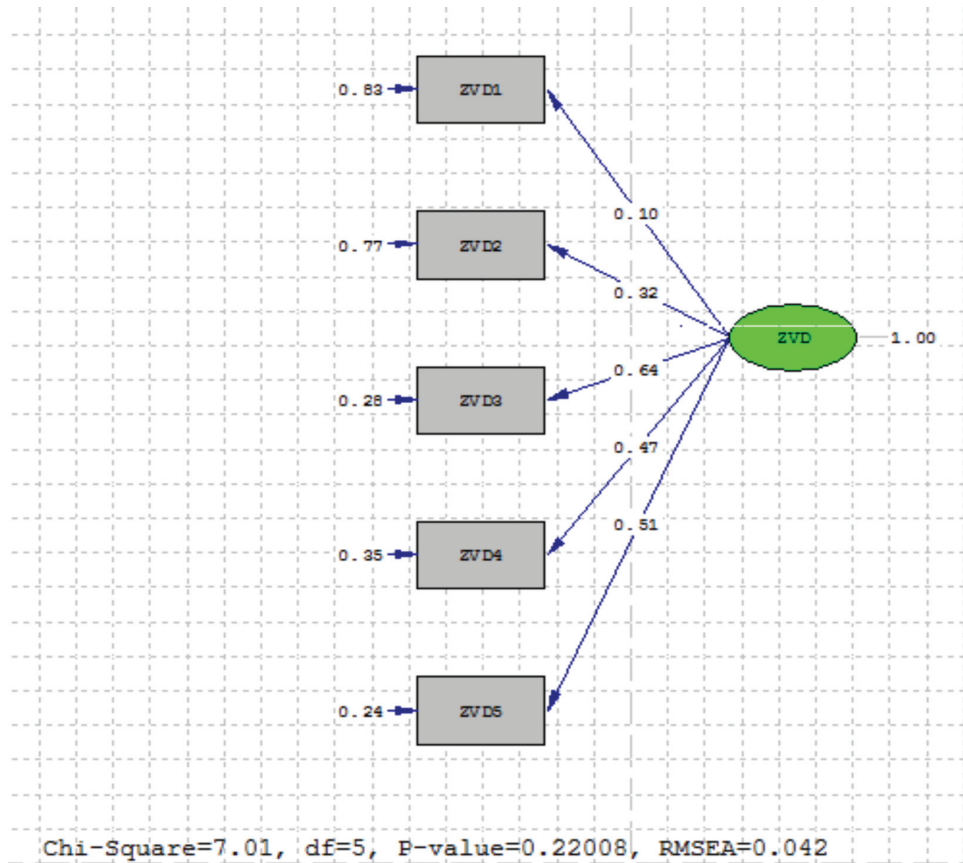 0.83 ZVD1
0.10
0.77 ZVD2
0.32
ZVD 1.00
0.64
0.28 ZVD3
0.47
0.51
0.35 ZVD4
0.24 ZVD5
Chi-Square=7.01, df=5, P-value=0.22008, RMSEA=0.042